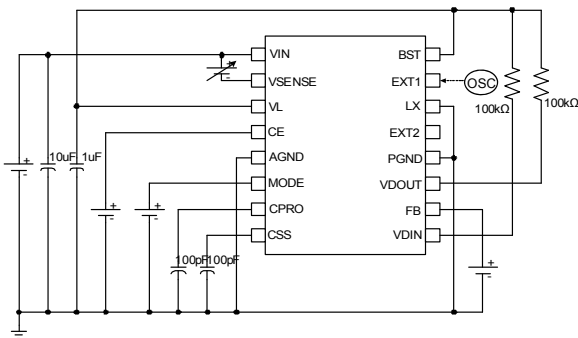 VIN
BST
VSENSE
EXT1
OSC
VL
LX
100kΩ
100kΩ
CE
EXT2
10uF
1uF
AGND
PGND
MODE
VDOUT
CPRO
FB
CSS
VDIN
100pF
100pF
+
-
+
-
+
-
+
-
+
-